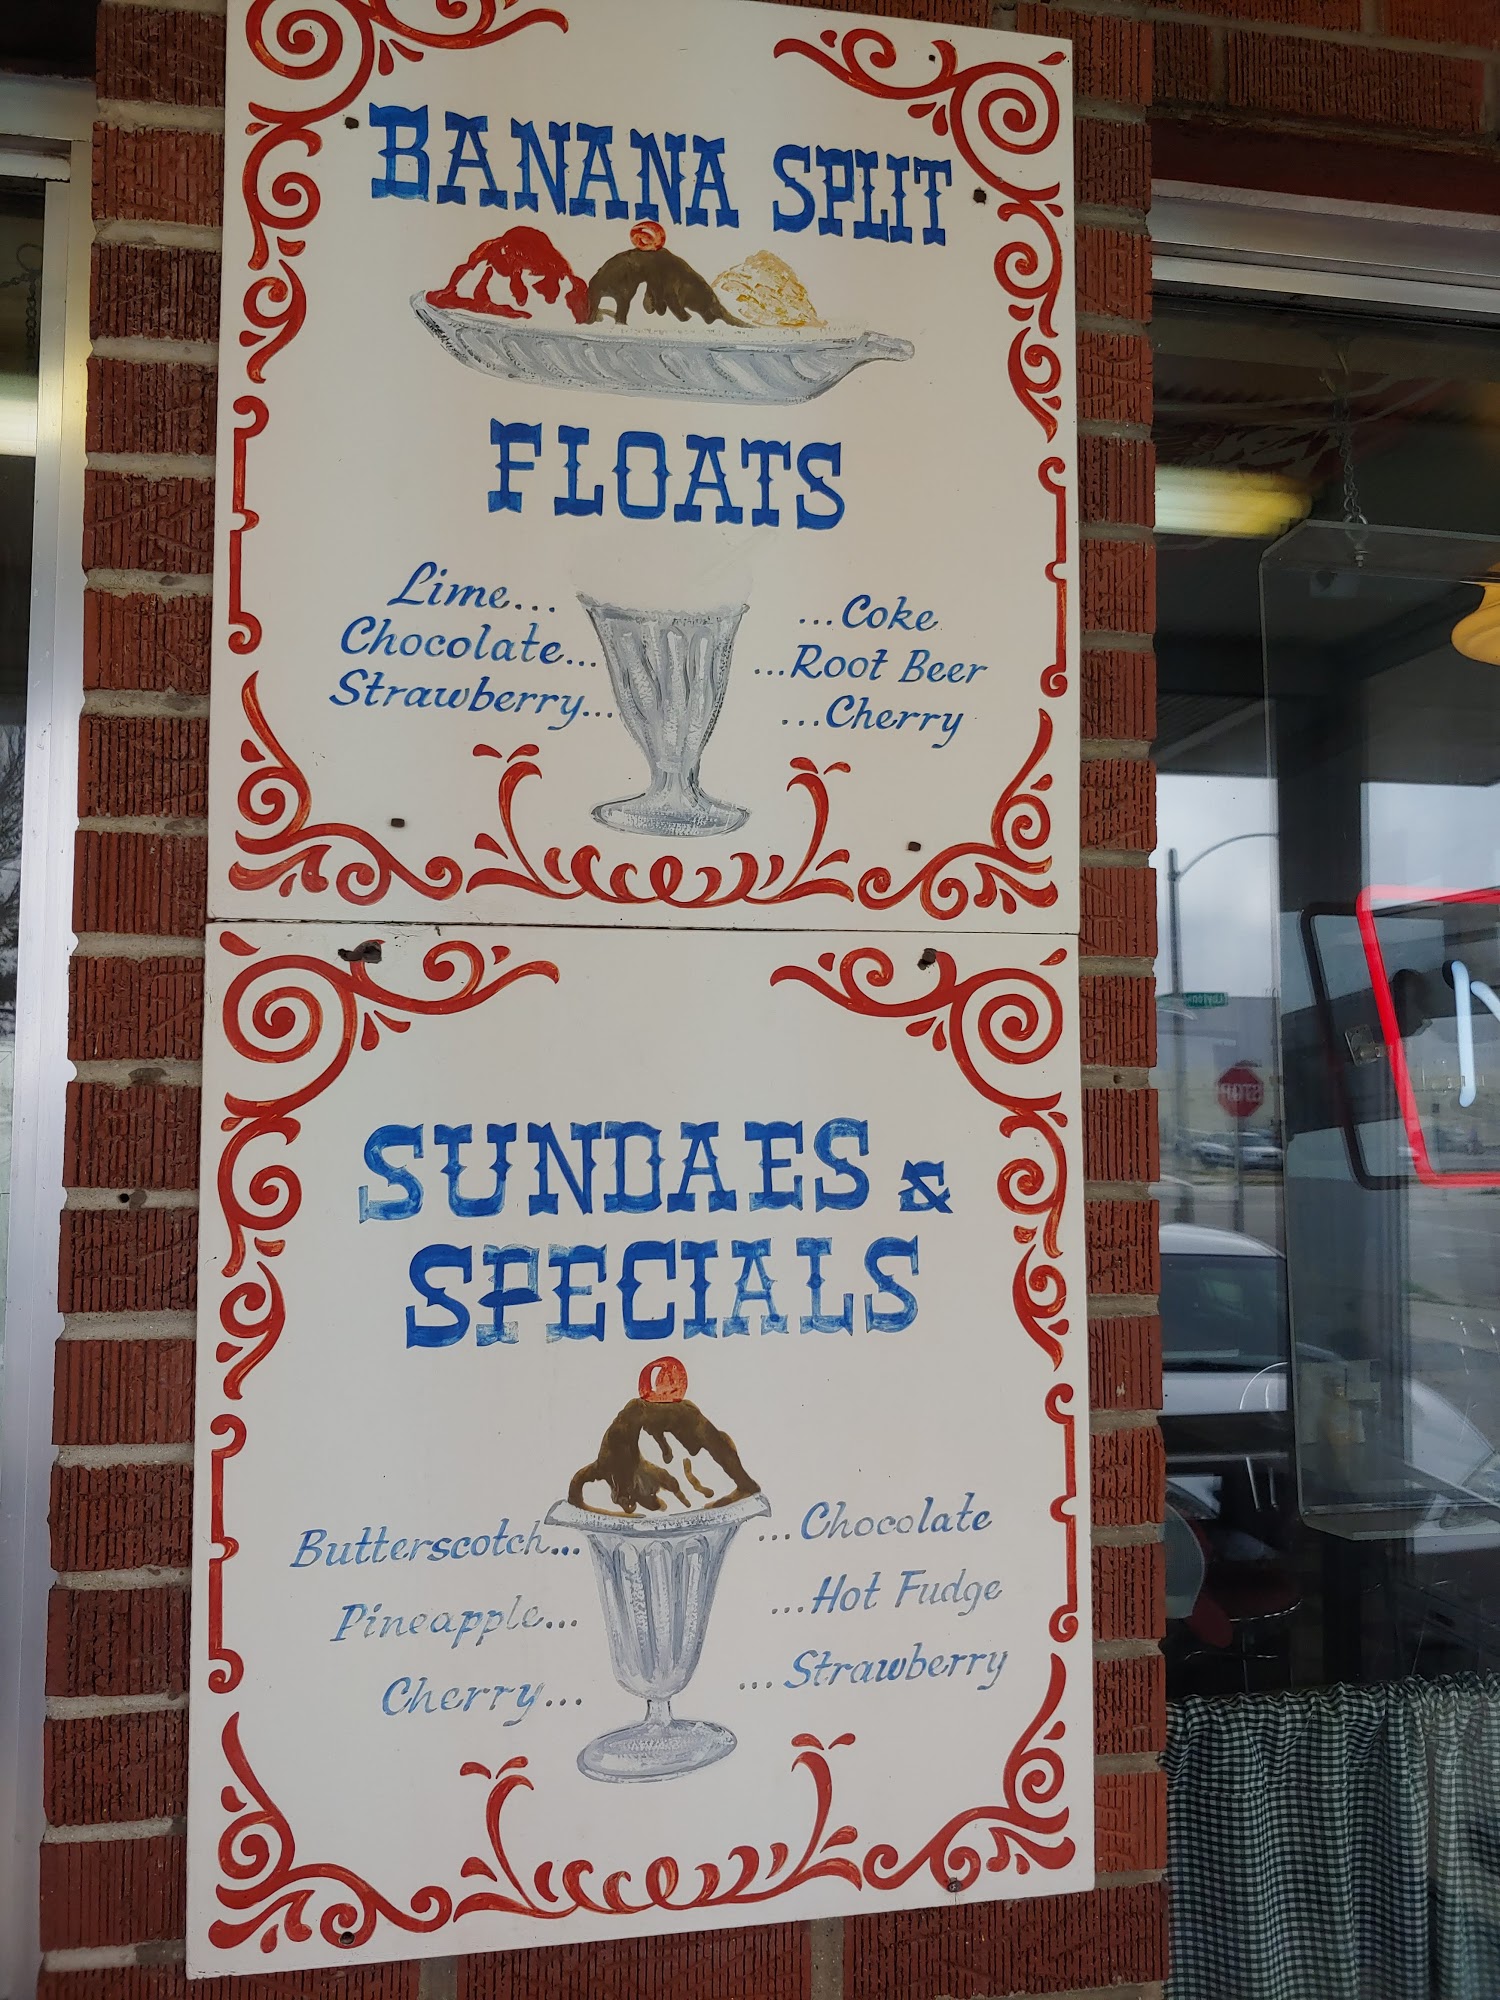 BANANA SPLIT
FLOATS
Lime...
Chocolate...
Strawberry...
...Coke
...Root Beer
...Cherry
SUNDAES &
SPECIALS
Butterscotch...
Pineapple...
Cherry...
...Chocolate
...Hot Fudge
...Strawberry
STOP